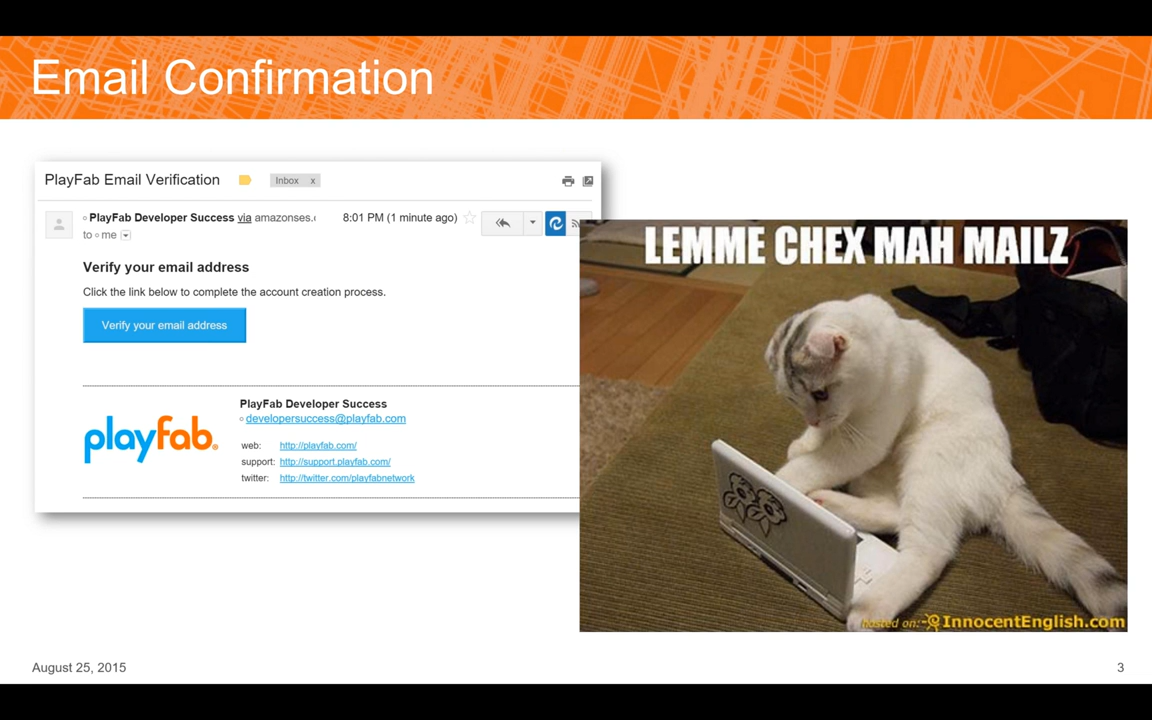 Email Confirmation
PlayFab Email Verification
Inbox x
PlayFab Developer Success via amazonses.
8:01 PM (1 minute ago)
to me
Verify your email address
Click the link below to complete the account creation process.
Verify your email address
PlayFab Developer Success
developersuccess@playfab.com
playfab.
web: http://playfab.com/
support: http://support.playfab.com/
twitter: http://twitter.com/playfabnetwork
LEMME CHEX MAH MAILZ
hosted on: InnocentEnglish.com
August 25, 2015
3